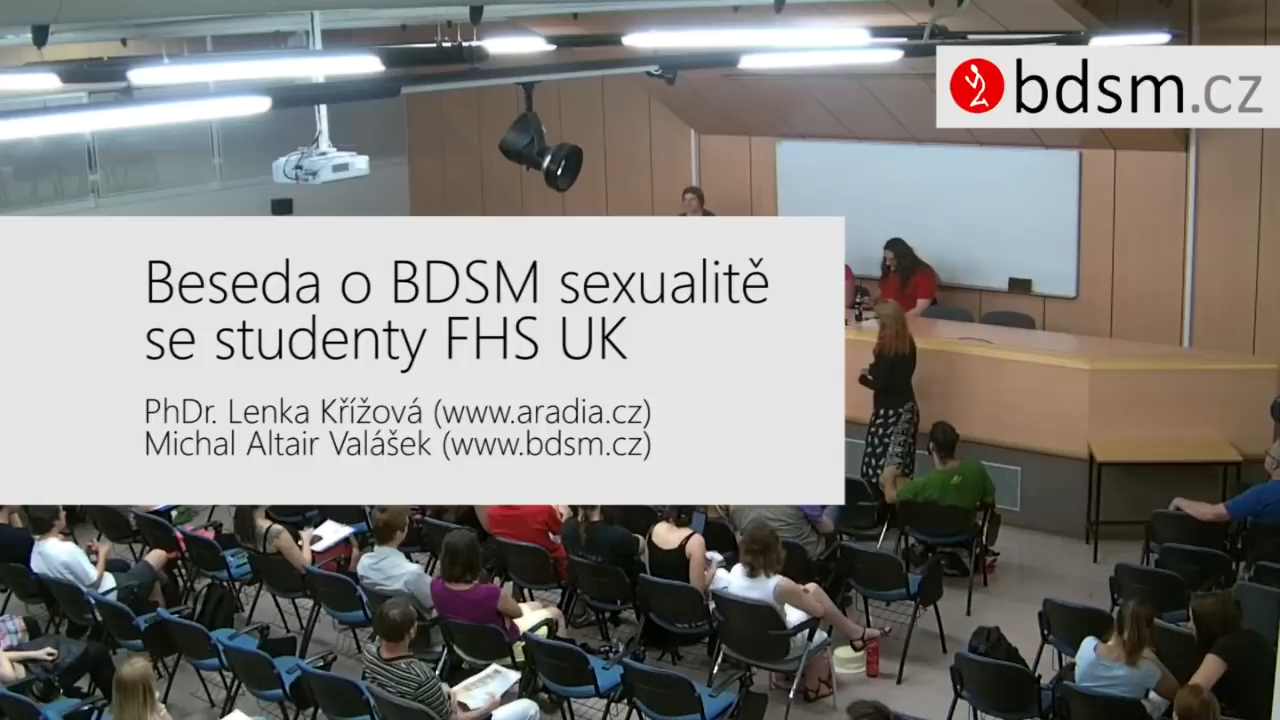 bdsm.cz
Beseda o BDSM sexualitě
se studenty FHS UK
PhDr. Lenka Křížová (www.aradia.cz)
Michal Altair Valášek (www.bdsm.cz)